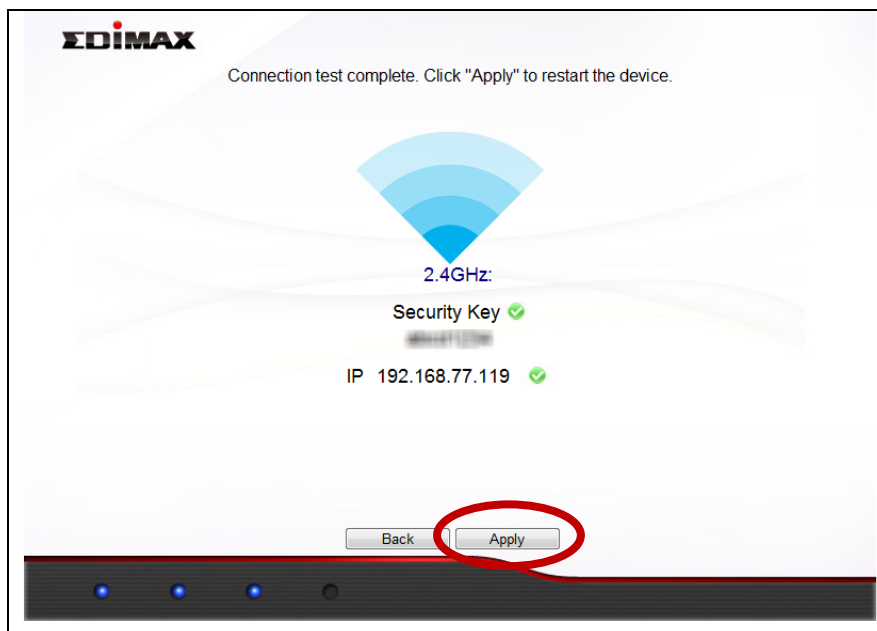 EDIMAX
Connection test complete. Click "Apply" to restart the device.
2.4GHz:
Security Key
IP 192.168.77.119
Back Apply